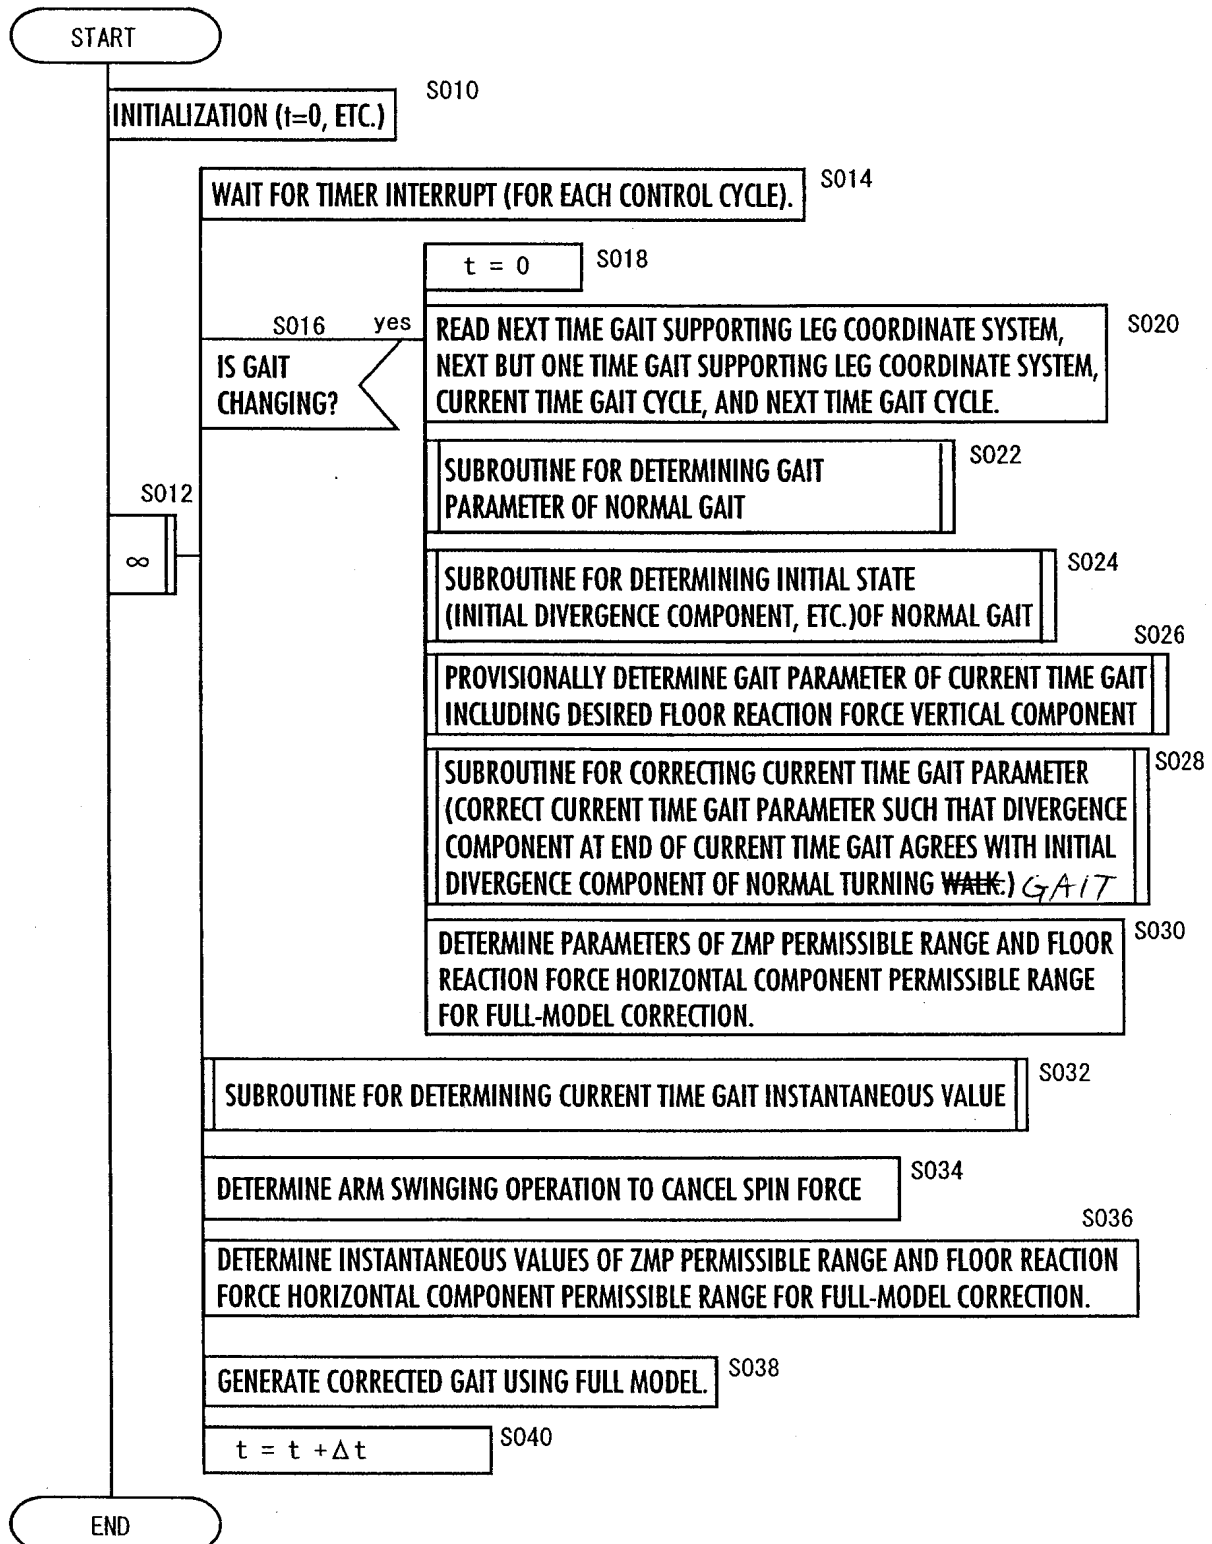 START
S010
INITIALIZATION (t=0, ETC.)
WAIT FOR TIMER INTERRUPT (FOR EACH CONTROL CYCLE).
S014
t = 0
S018
S016
yes
IS GAIT
CHANGING?
READ NEXT TIME GAIT SUPPORTING LEG COORDINATE SYSTEM,
NEXT BUT ONE TIME GAIT SUPPORTING LEG COORDINATE SYSTEM,
CURRENT TIME GAIT CYCLE, AND NEXT TIME GAIT CYCLE.
S020
SUBROUTINE FOR DETERMINING GAIT
PARAMETER OF NORMAL GAIT
S022
S012
∞
SUBROUTINE FOR DETERMINING INITIAL STATE
(INITIAL DIVERGENCE COMPONENT, ETC.)OF NORMAL GAIT
S024
S026
PROVISIONALLY DETERMINE GAIT PARAMETER OF CURRENT TIME GAIT
INCLUDING DESIRED FLOOR REACTION FORCE VERTICAL COMPONENT
S028
SUBROUTINE FOR CORRECTING CURRENT TIME GAIT PARAMETER
(CORRECT CURRENT TIME GAIT PARAMETER SUCH THAT DIVERGENCE
COMPONENT AT END OF CURRENT TIME GAIT AGREES WITH INITIAL
DIVERGENCE COMPONENT OF NORMAL TURNING WALK.) GAIT
S030
DETERMINE PARAMETERS OF ZMP PERMISSIBLE RANGE AND FLOOR
REACTION FORCE HORIZONTAL COMPONENT PERMISSIBLE RANGE
FOR FULL-MODEL CORRECTION.
SUBROUTINE FOR DETERMINING CURRENT TIME GAIT INSTANTANEOUS VALUE
S032
DETERMINE ARM SWINGING OPERATION TO CANCEL SPIN FORCE
S034
S036
DETERMINE INSTANTANEOUS VALUES OF ZMP PERMISSIBLE RANGE AND FLOOR REACTION
FORCE HORIZONTAL COMPONENT PERMISSIBLE RANGE FOR FULL-MODEL CORRECTION.
GENERATE CORRECTED GAIT USING FULL MODEL.
S038
t = t +Δt
S040
END